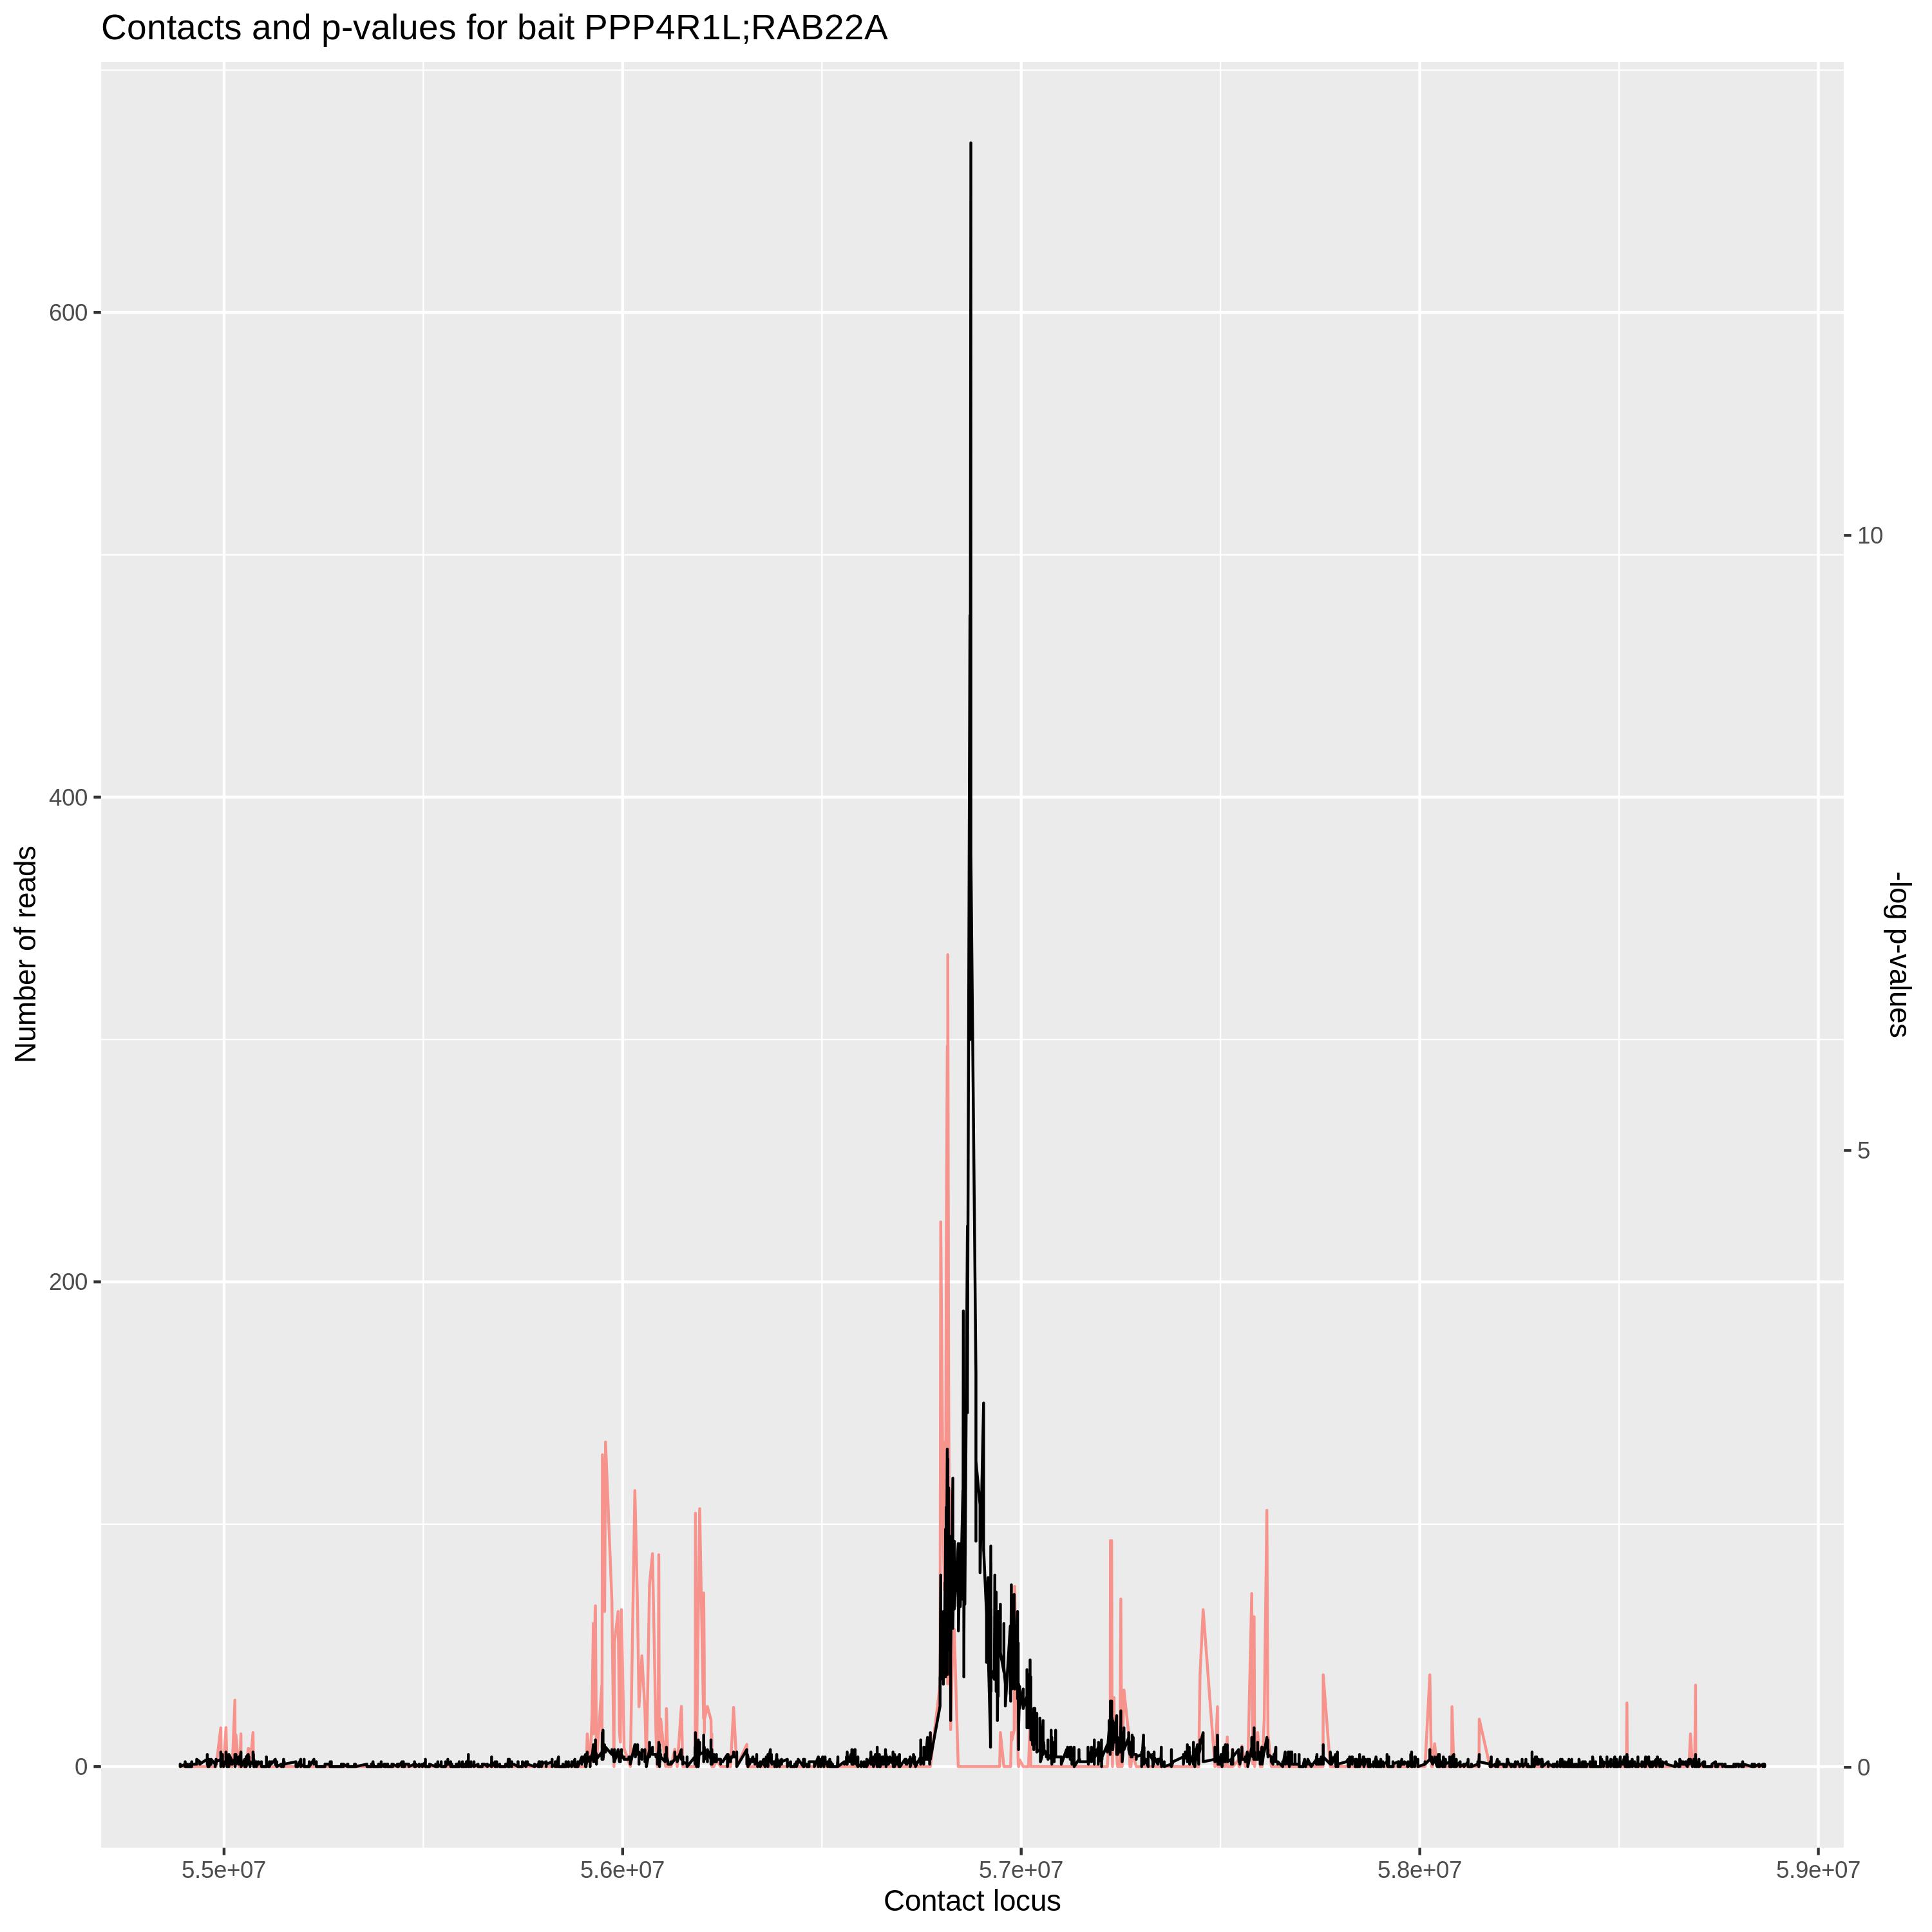 Contacts and p-values for bait PPP4R1L;RAB22A
600
400
200
0
Number of reads
10
5
0
-log p-values
5.5e+07
5.6e+07
5.7e+07
5.8e+07
5.9e+07
Contact locus